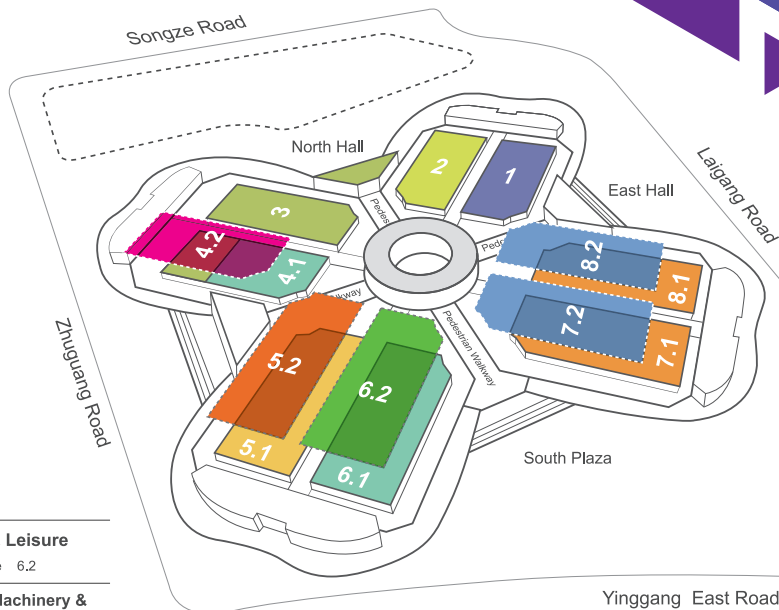 Songze Road
North Hall
2
1
Laigang Road
East Hall
3
4.2
4.1
8.2
8.1
7.2
7.1
Pedestrian Walkway
Zhuguang Road
5.2
6.2
5.1
6.1
South Plaza
Leisure
6.2
Machinery &
Yinggang East Road